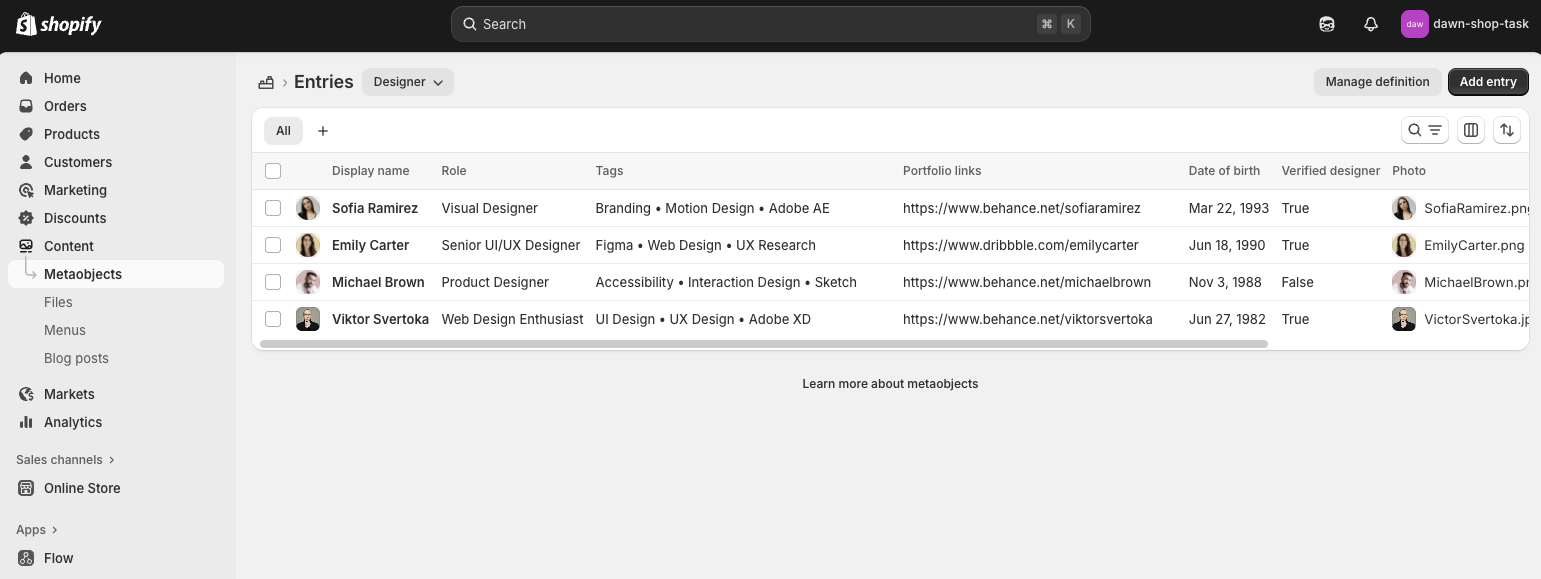 shopify
Search ⌘ K
daw dawn-shop-task
Home
Orders
Products
Customers
Marketing
Discounts
Content
Metaobjects
Files
Menus
Blog posts
Markets
Analytics
Sales channels
Online Store
Apps
Flow
Entries Designer
Manage definition Add entry
All
Display name Role Tags Portfolio links Date of birth Verified designer Photo
Sofia Ramirez Visual Designer Branding • Motion Design • Adobe AE https://www.behance.net/sofiaramirez Mar 22, 1993 True SofiaRamirez.png
Emily Carter Senior UI/UX Designer Figma • Web Design • UX Research https://www.dribbble.com/emilycarter Jun 18, 1990 True EmilyCarter.png
Michael Brown Product Designer Accessibility • Interaction Design • Sketch https://www.behance.net/michaelbrown Nov 3, 1988 False MichaelBrown.pn
Viktor Svertoka Web Design Enthusiast UI Design • UX Design • Adobe XD https://www.behance.net/viktorsvertoka Jun 27, 1982 True VictorSvertoka.jp
Learn more about metaobjects